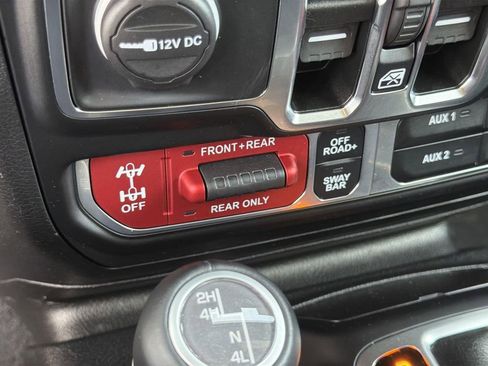 12V DC
AUX 1
AUX 2
OFF
ROAD+
SWAY
BAR
FRONT+REAR
OFF
REAR ONLY
2H
4H
N
4L